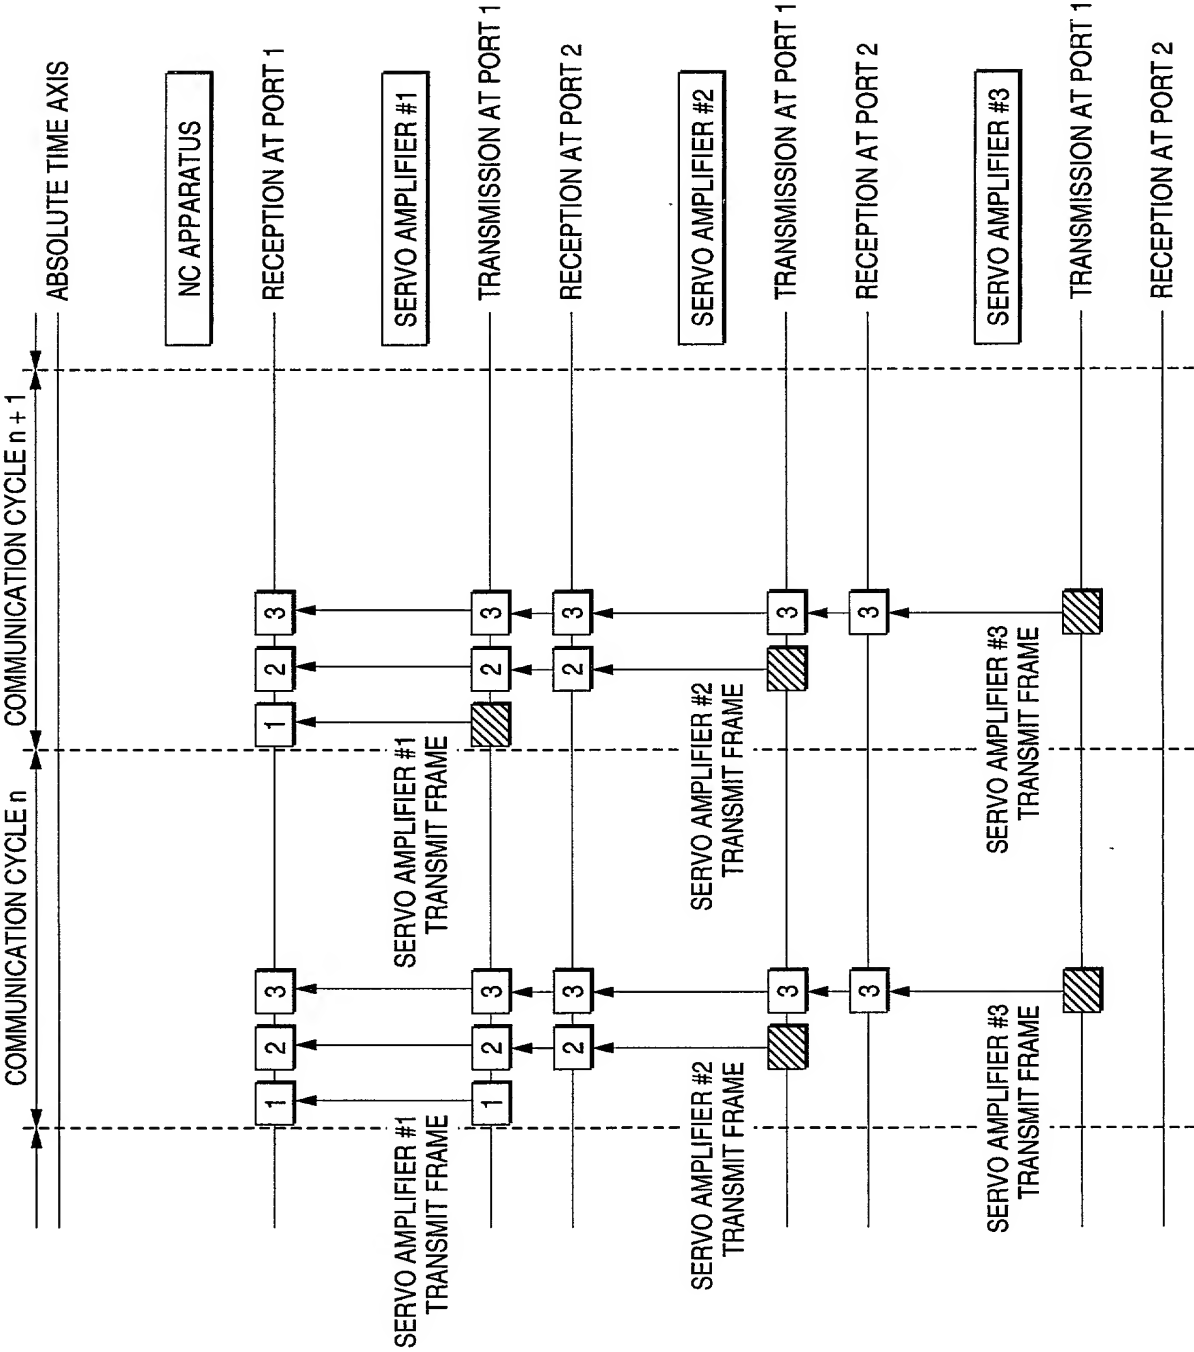 COMMUNICATION CYCLE n
COMMUNICATION CYCLE n + 1
ABSOLUTE TIME AXIS
NC APPARATUS
1
2
3
1
2
3
RECEPTION AT PORT 1
SERVO AMPLIFIER #1
SERVO AMPLIFIER #1
TRANSMIT FRAME
SERVO AMPLIFIER #1
TRANSMIT FRAME
1
2
3
2
3
TRANSMISSION AT PORT 1
2
3
2
3
RECEPTION AT PORT 2
SERVO AMPLIFIER #2
SERVO AMPLIFIER #2
TRANSMIT FRAME
SERVO AMPLIFIER #2
TRANSMIT FRAME
3
3
TRANSMISSION AT PORT 1
3
3
RECEPTION AT PORT 2
SERVO AMPLIFIER #3
SERVO AMPLIFIER #3
TRANSMIT FRAME
SERVO AMPLIFIER #3
TRANSMIT FRAME
TRANSMISSION AT PORT 1
RECEPTION AT PORT 2